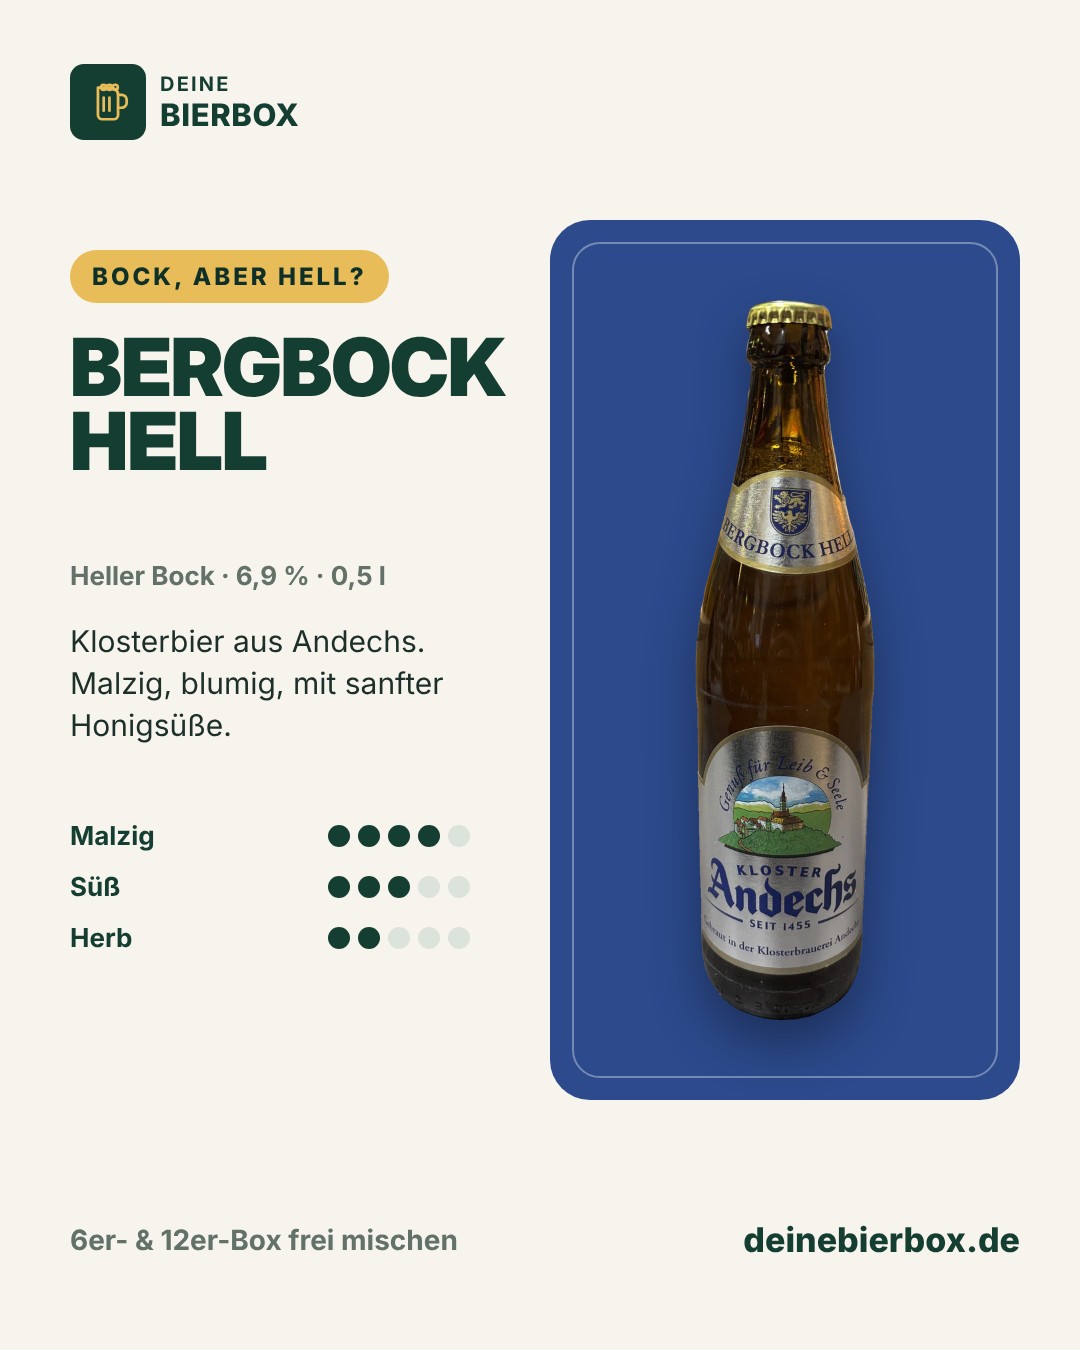 DEINE
BIERBOX
BOCK, ABER HELL?
BERGBOCK
HELL
Heller Bock · 6,9 % · 0,5 l
Klosterbier aus Andechs.
Malzig, blumig, mit sanfter
Honigsüße.
Malzig
Süß
Herb
BERGBOCK HELL
Genuß für Leib & Seele
KLOSTER
Andechs
SEIT 1455
Gebraut in der Klosterbrauerei Andechs
6er- & 12er-Box frei mischen
deinebierbox.de